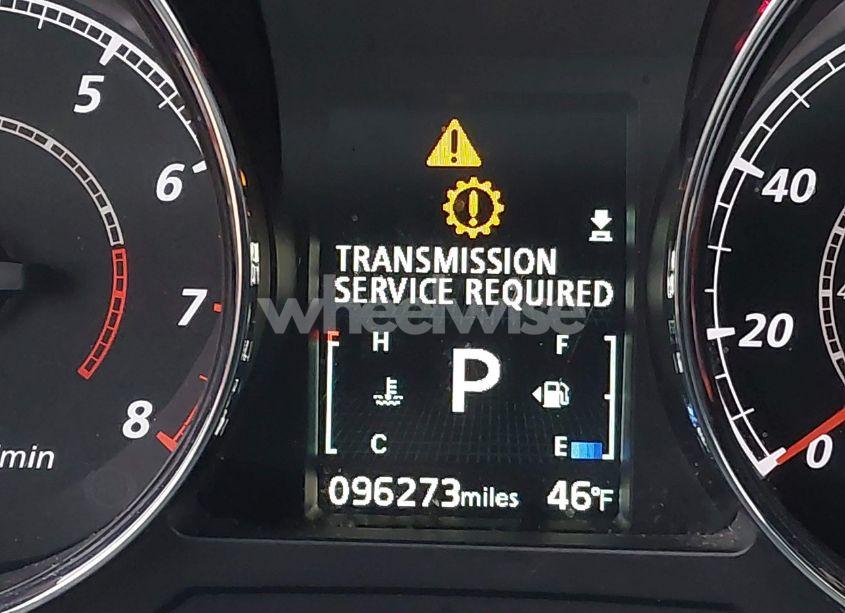 5
6
7
8
/min
TRANSMISSION
SERVICE REQUIRED
wheelwise
H
F
P
C
E
096273miles
46°F
40
20
0